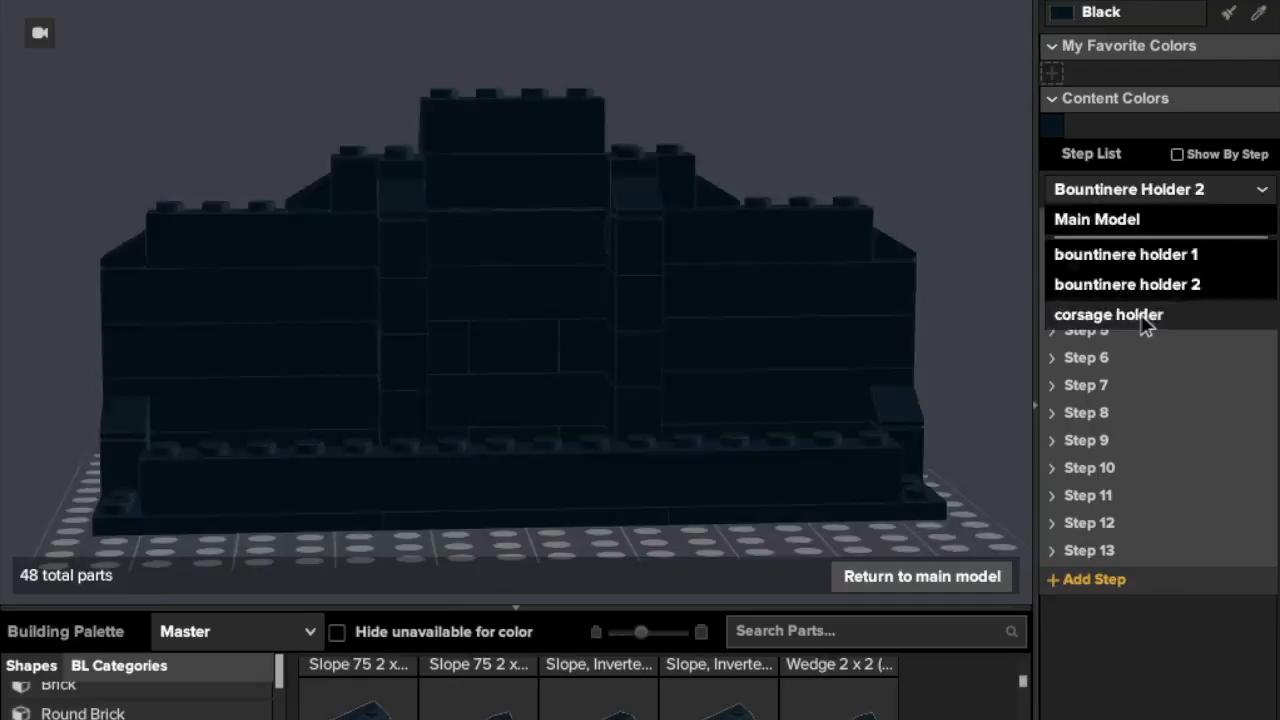 Black
My Favorite Colors
Content Colors
Step List
Show By Step
Bountinere Holder 2
Main Model
bountinere holder 1
bountinere holder 2
corsage holder
Step 5
Step 6
Step 7
Step 8
Step 9
Step 10
Step 11
Step 12
Step 13
+ Add Step
48 total parts
Return to main model
Building Palette
Master
Hide unavailable for color
Search Parts...
Shapes
BL Categories
Slope 75 2 x...
Slope 75 2 x...
Slope, Inverte...
Slope, Inverte...
Wedge 2 x 2 (...
Brick
Round Brick